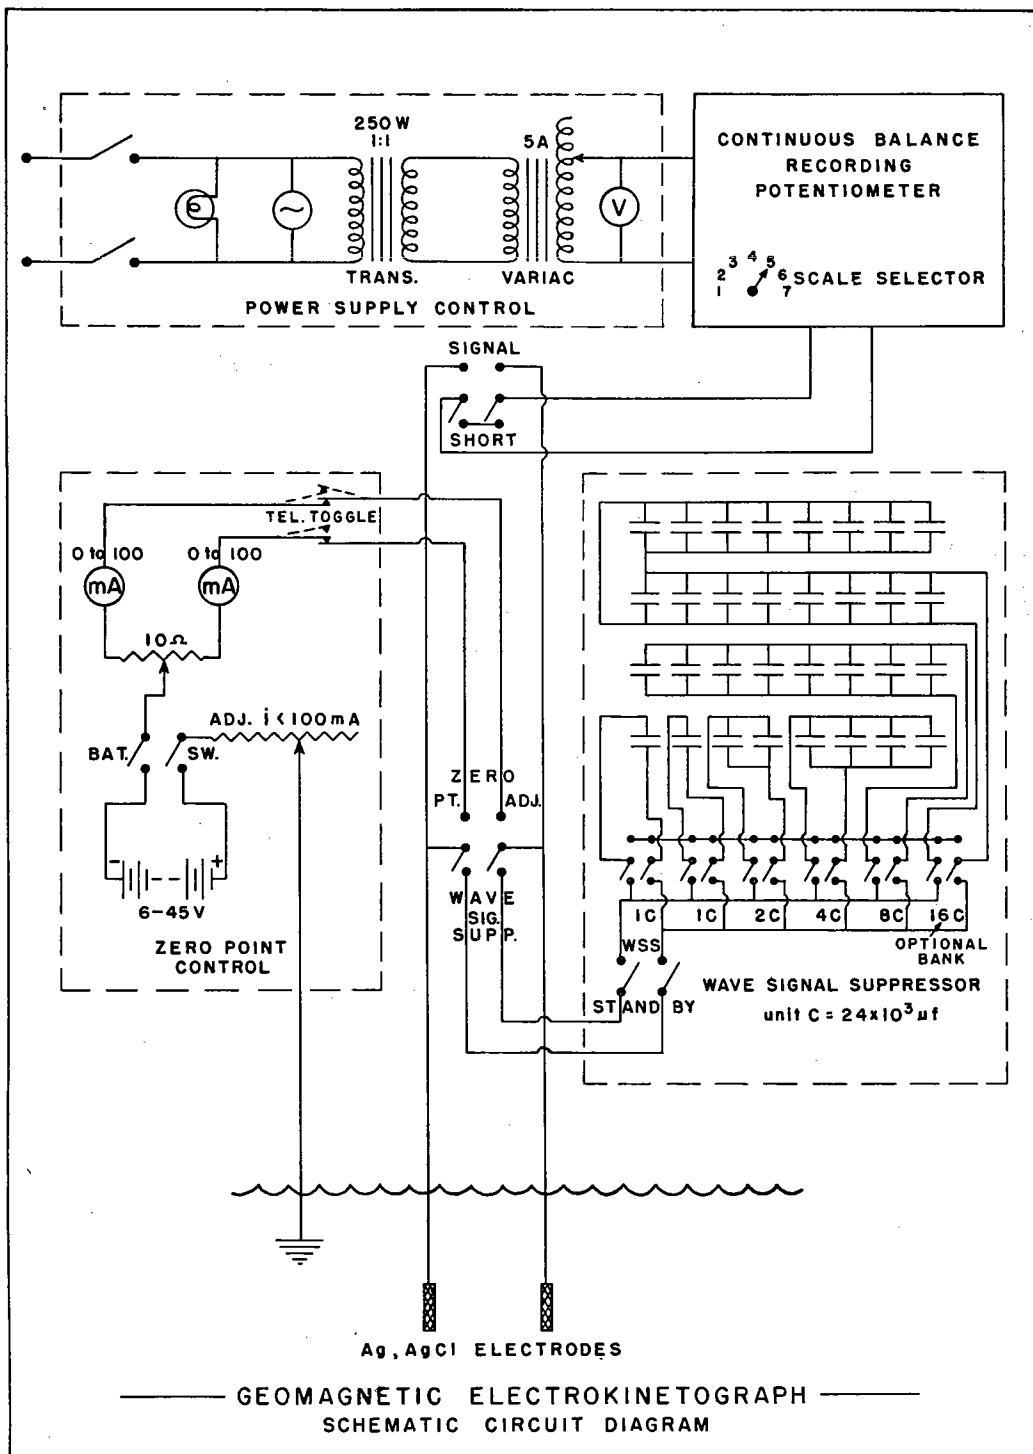 250W
1:1
5A
TRANS.
VARIAC
V
POWER SUPPLY CONTROL
CONTINUOUS BALANCE
RECORDING
POTENTIOMETER
1 2 3 4 5 6 7
SCALE SELECTOR
SIGNAL
SHORT
TEL. TOGGLE
0 to 100
0 to 100
mA
mA
10Ω
ADJ. i < 100mA
BAT.
SW.
- +
6-45V
ZERO POINT
CONTROL
ZERO
PT. ADJ.
WAVE
SIG.
SUPP.
1C 1C 2C 4C 8C 16C
OPTIONAL
BANK
WSS
STAND BY
WAVE SIGNAL SUPPRESSOR
unit C = 24x10³ μf
Ag, AgCl ELECTRODES
GEOMAGNETIC ELECTROKINETOGRAPH
SCHEMATIC CIRCUIT DIAGRAM